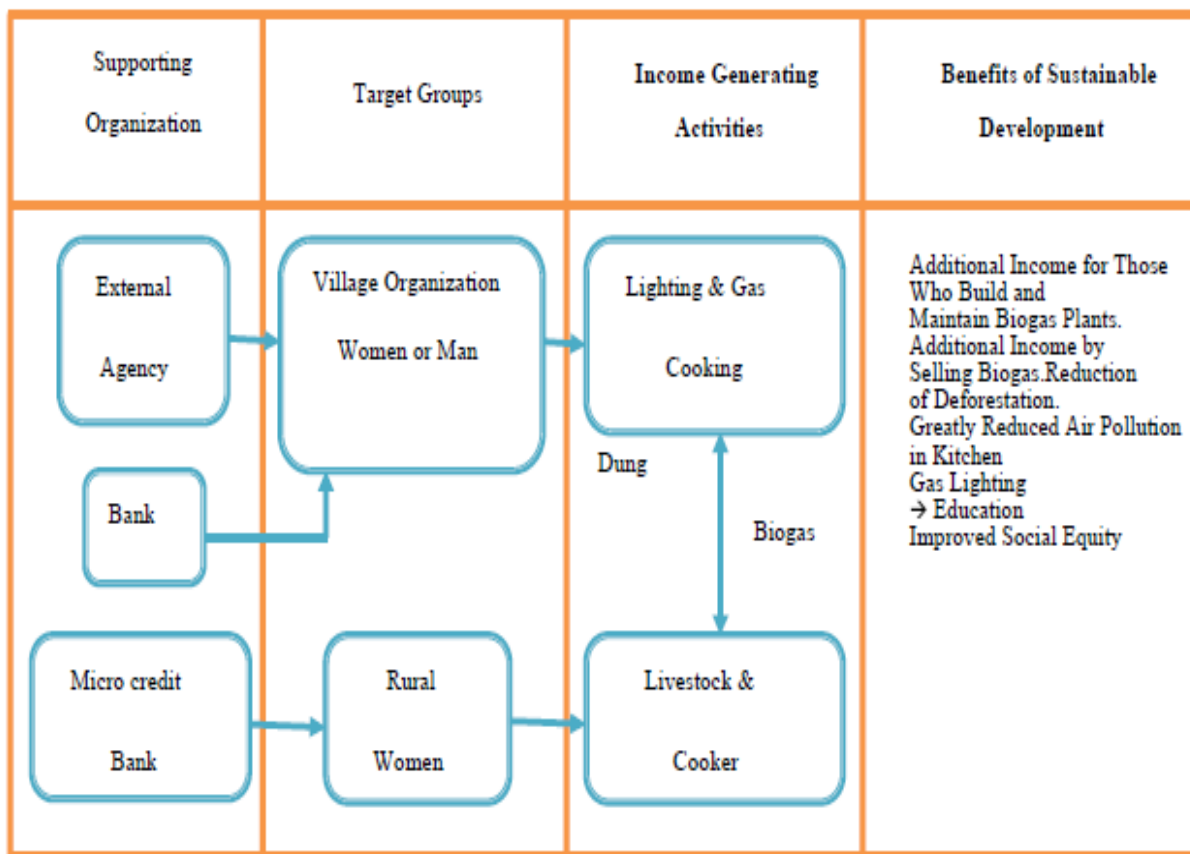 Supporting
Organization
Target Groups
Income Generating
Activities
Benefits of Sustainable
Development
External
Agency
Village Organization
Women or Man
Lighting & Gas
Cooking
Bank
Dung
Biogas
Micro credit
Bank
Rural
Women
Livestock &
Cooker
Additional Income for Those
Who Build and
Maintain Biogas Plants.
Additional Income by
Selling Biogas.Reduction
of Deforestation.
Greatly Reduced Air Pollution
in Kitchen
Gas Lighting
→ Education
Improved Social Equity